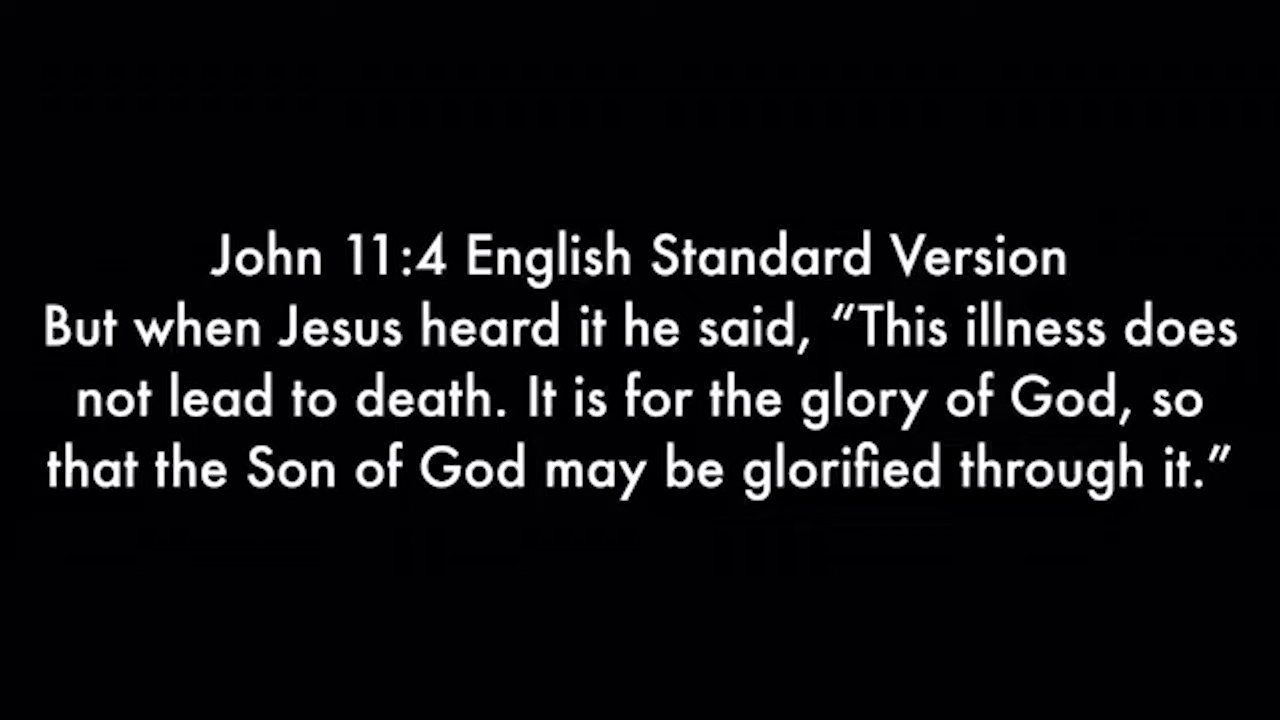 John 11:4 English Standard Version
But when Jesus heard it he said, “This illness does
not lead to death. It is for the glory of God, so
that the Son of God may be glorified through it.”